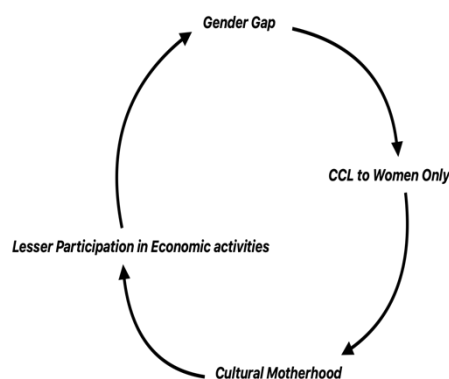 Gender Gap
CCL to Women Only
Lesser Participation in Economic activities
Cultural Motherhood